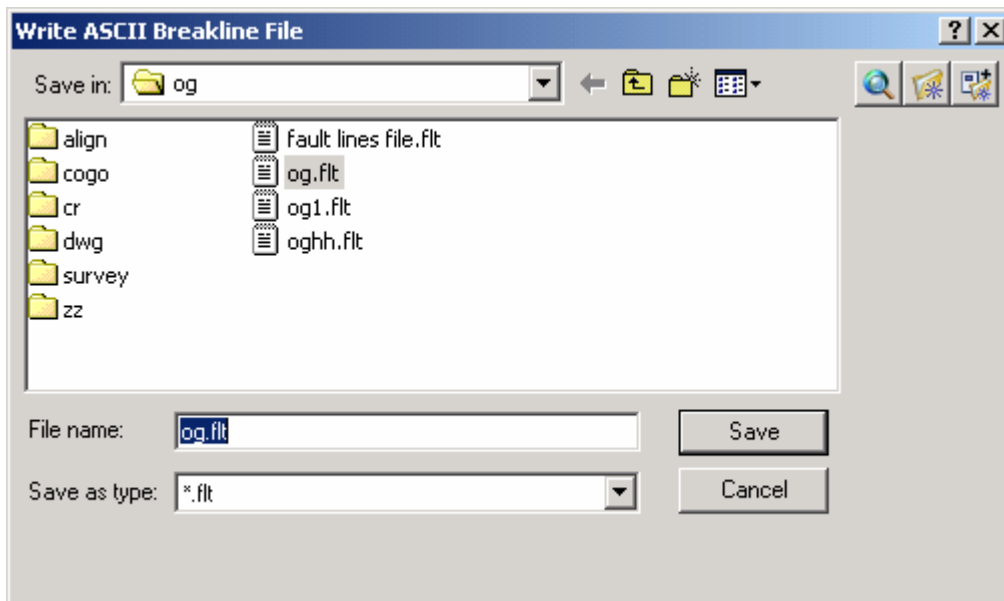 Write ASCII Breakline File
Save in: og
align
cogo
cr
dwg
survey
zz
fault lines file.flt
og.flt
og1.flt
oghh.flt
File name: og.flt Save
Save as type: *.flt Cancel